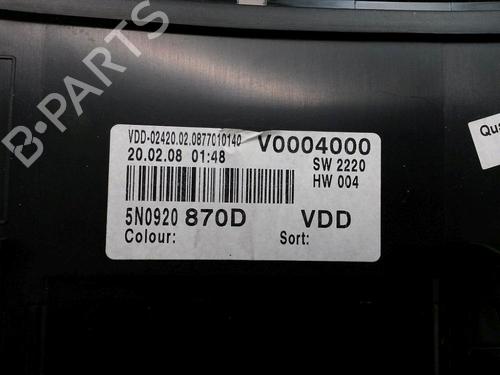 VDD-02420.02.0877010140 V0004000
20.02.08 01:48 SW 2220
HW 004
5N0920 870D VDD
Colour: Sort:
B-PARTS